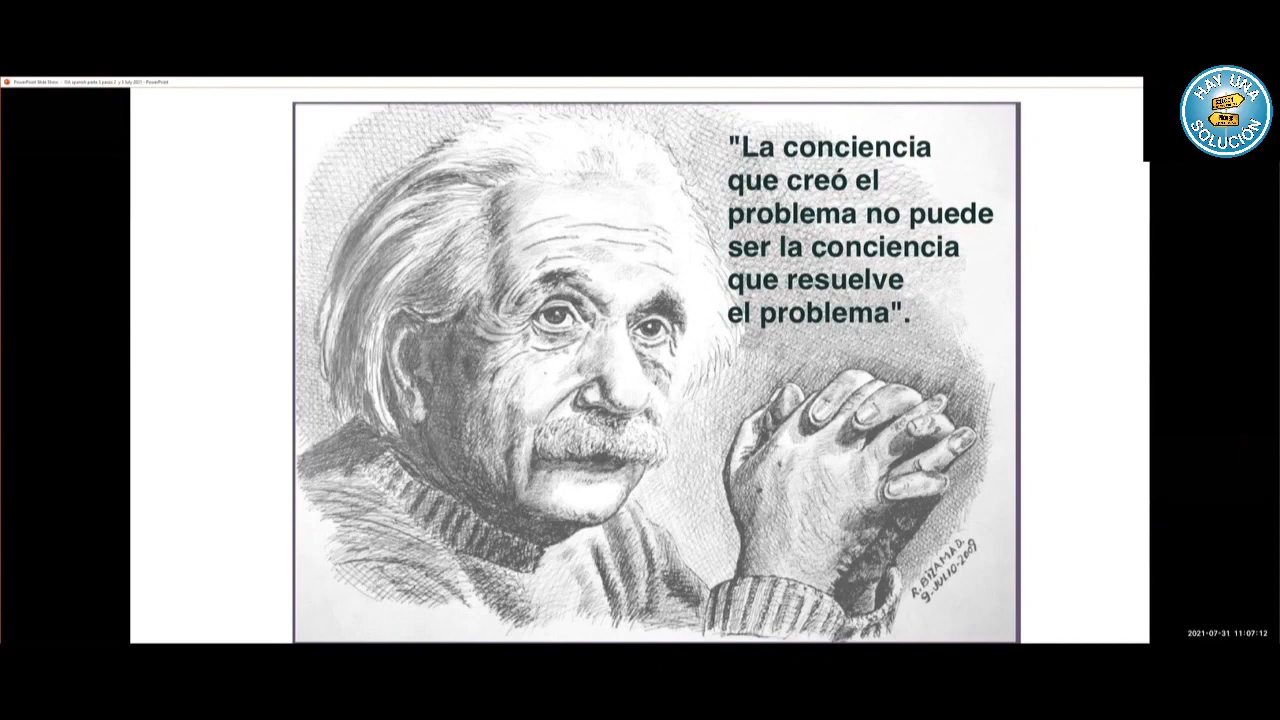 "La conciencia
que creó el
problema no puede
ser la conciencia
que resuelve
el problema".
HAY UNA
SOLUCIÓN
R. BIZAMA D.
9-JULIO-2009
2021-07-31 11:07:12